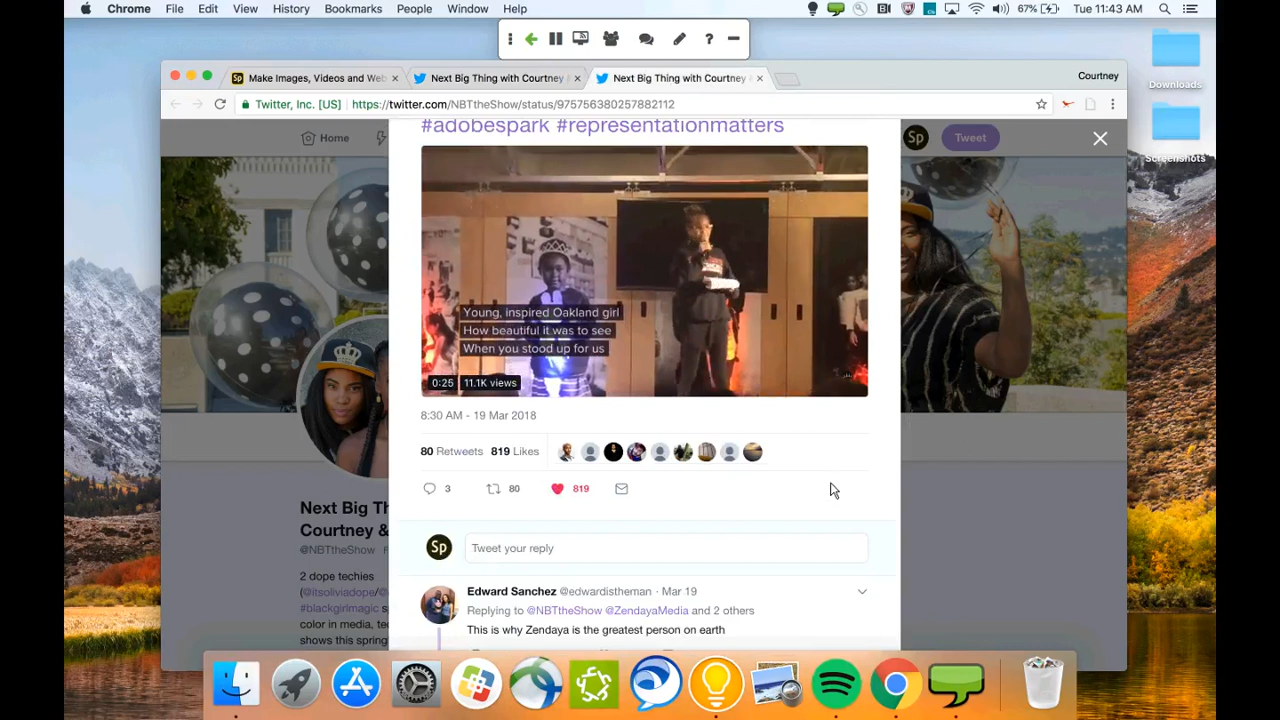 Chrome File Edit View History Bookmarks People Window Help
67% Tue 11:43 AM
Make Images, Videos and Web
Next Big Thing with Courtney &
Next Big Thing with Courtney &
Courtney
Twitter, Inc. [US] https://twitter.com/NBTtheShow/status/975756380257882112
Downloads
Screenshots
Home
Sp
Tweet
#adobespark #representationmatters
Young, inspired Oakland girl
How beautiful it was to see
When you stood up for us
0:25 11.1K views
8:30 AM - 19 Mar 2018
80 Retweets 819 Likes
3 80 819
Next Big Th
Courtney &
@NBTtheShow
2 dope techies
(@itsoliviadope/@
#blackgirlmagic s
color in media, tec
shows this spring
Sp Tweet your reply
Edward Sanchez @edwardistheman · Mar 19
Replying to @NBTtheShow @ZendayaMedia and 2 others
This is why Zendaya is the greatest person on earth